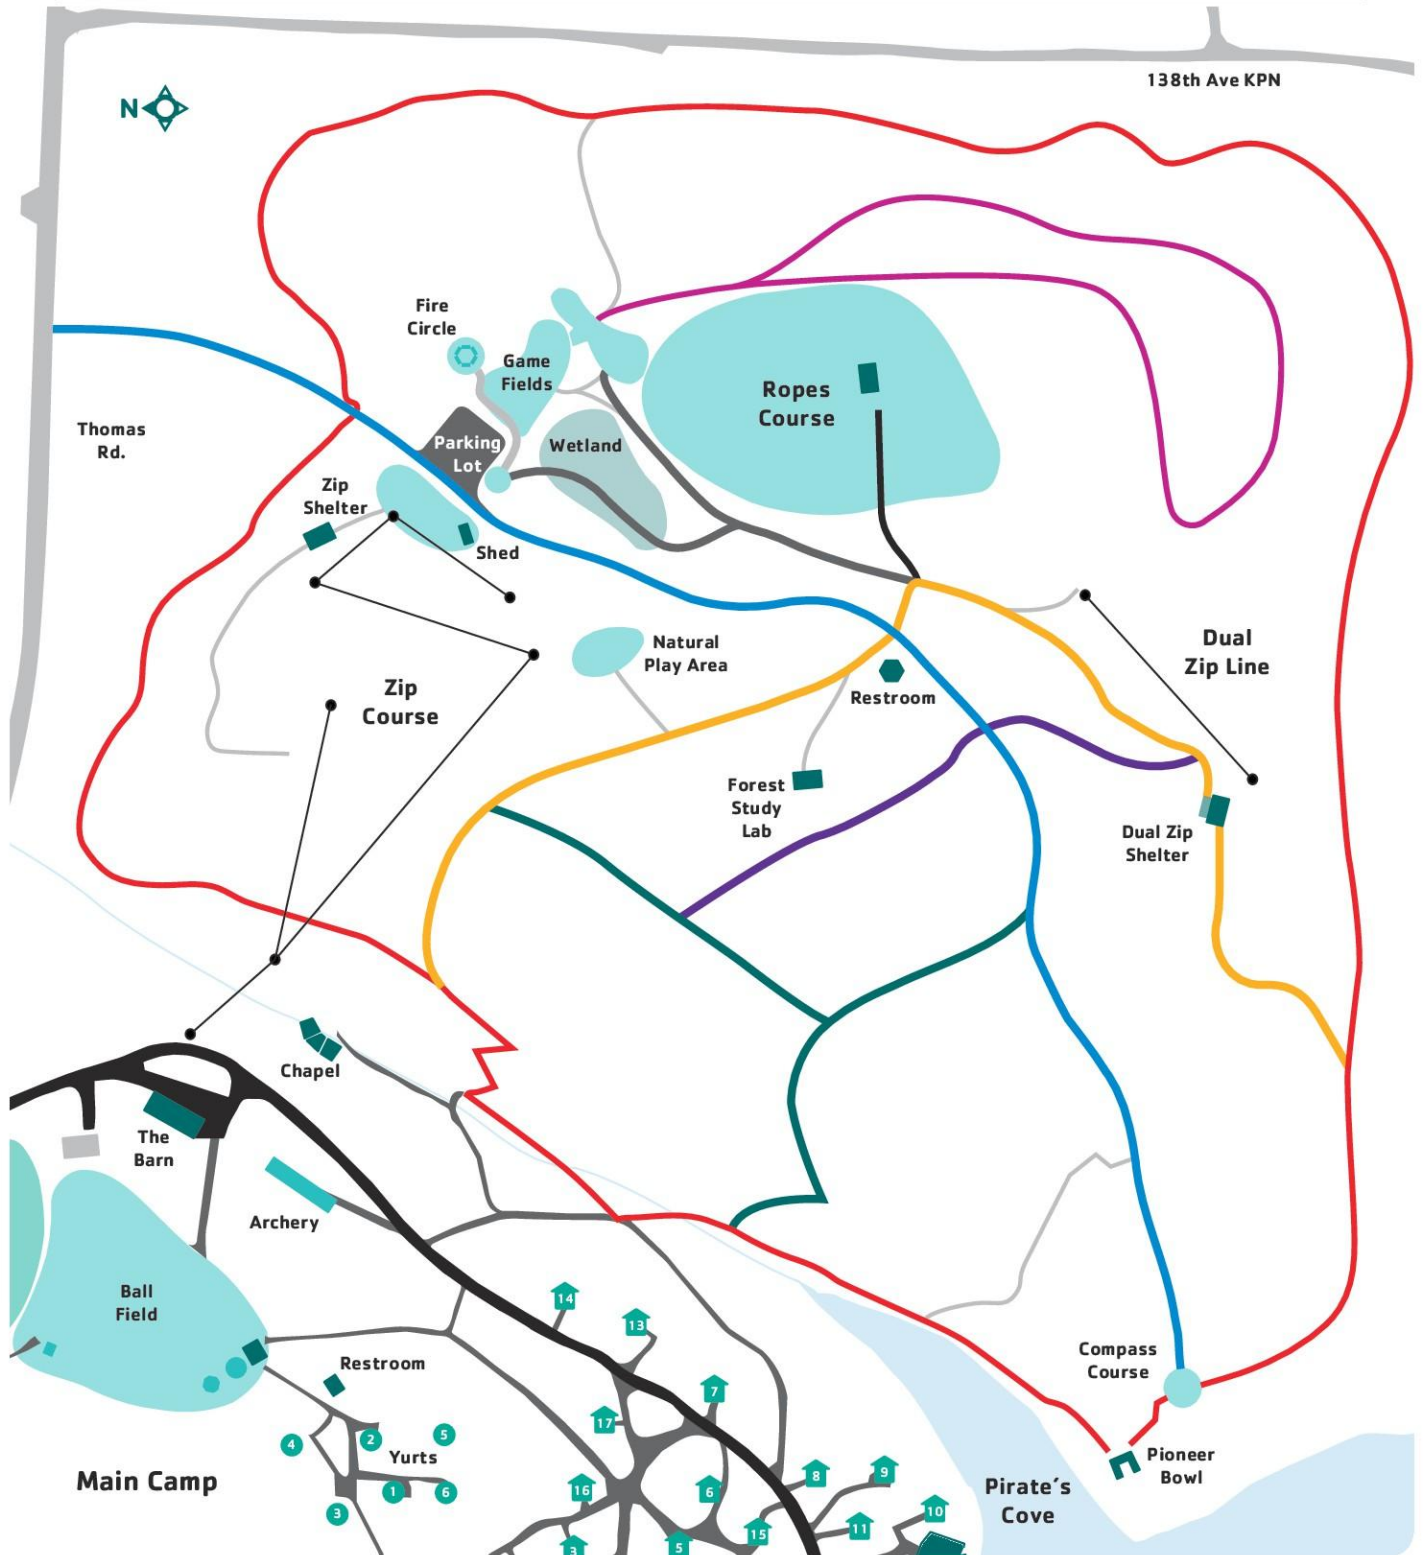 138th Ave KPN
N
Fire
Circle
Game
Fields
Ropes
Course
Thomas
Rd.
Parking
Lot
Wetland
Zip
Shelter
Shed
Natural
Play Area
Dual
Zip Line
Restroom
Zip
Course
Forest
Study
Lab
Dual Zip
Shelter
Chapel
The
Barn
Archery
Ball
Field
14
13
Compass
Course
Restroom
7
17
4
2
5
Yurts
Pioneer
Bowl
Main Camp
1
6
3
16
6
8
9
Pirate's
Cove
10
11
15
3
5